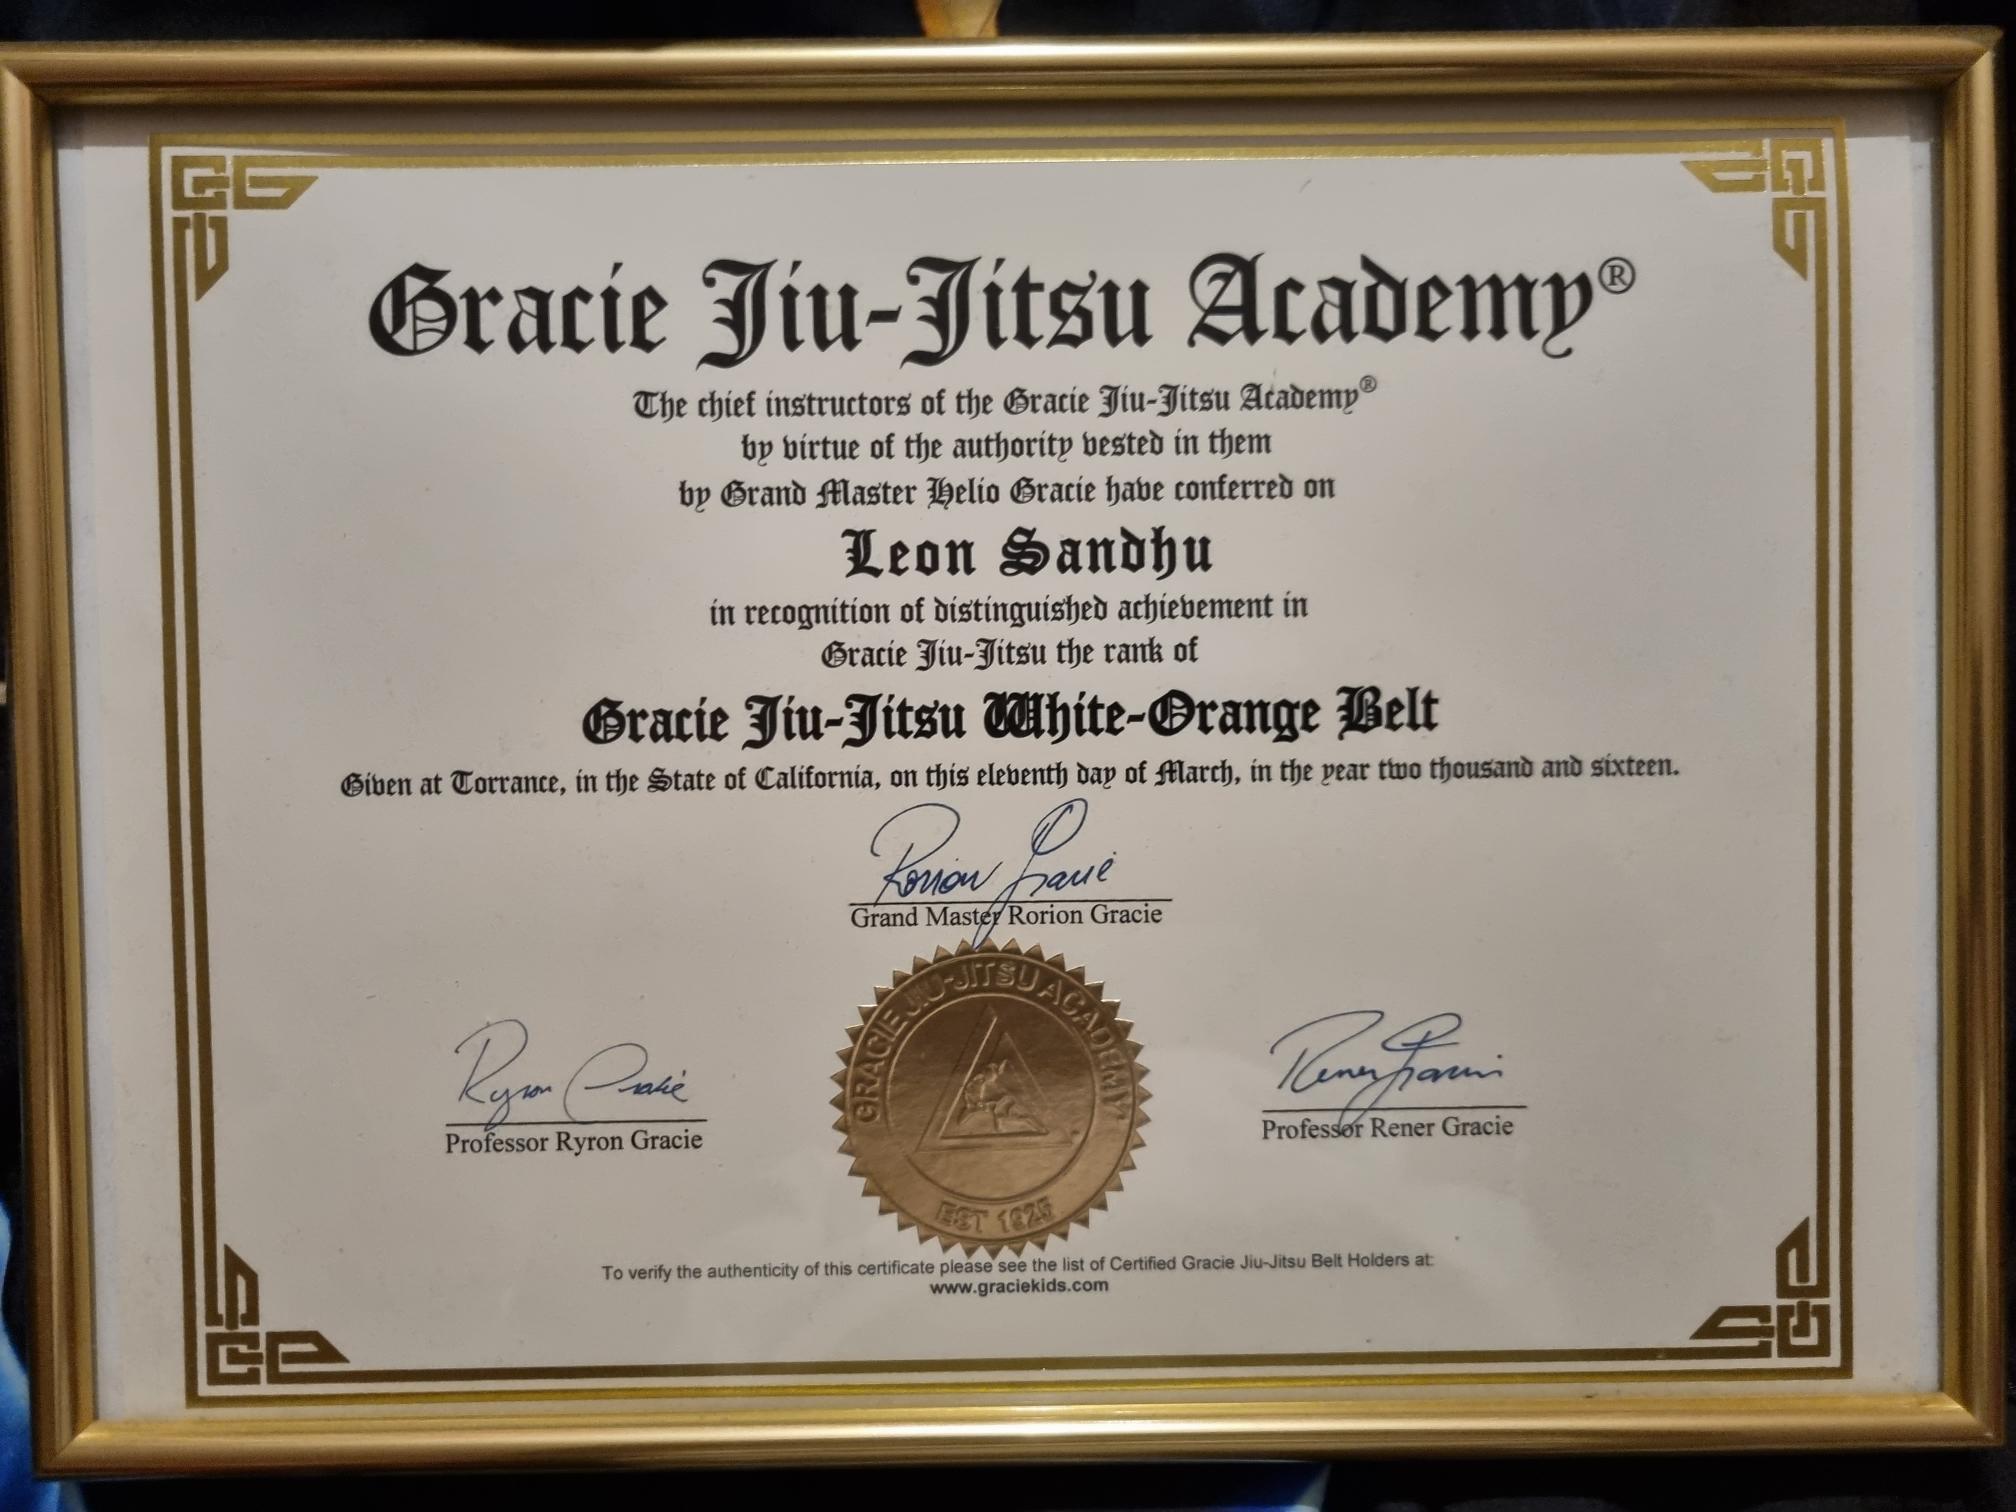 Gracie Jiu-Jitsu Academy®
The chief instructors of the Gracie Jiu-Jitsu Academy®
by virtue of the authority vested in them
by Grand Master Helio Gracie have conferred on
Leon Sandhu
in recognition of distinguished achievement in
Gracie Jiu-Jitsu the rank of
Gracie Jiu-Jitsu White-Orange Belt
Given at Torrance, in the State of California, on this eleventh day of March, in the year two thousand and sixteen.
Rorion Gracie
Grand Master Rorion Gracie
Ryron Gracie
Professor Ryron Gracie
GRACIE JIU-JITSU ACADEMY
EST 1925
Rener Gracie
Professor Rener Gracie
To verify the authenticity of this certificate please see the list of Certified Gracie Jiu-Jitsu Belt Holders at:
www.graciekids.com